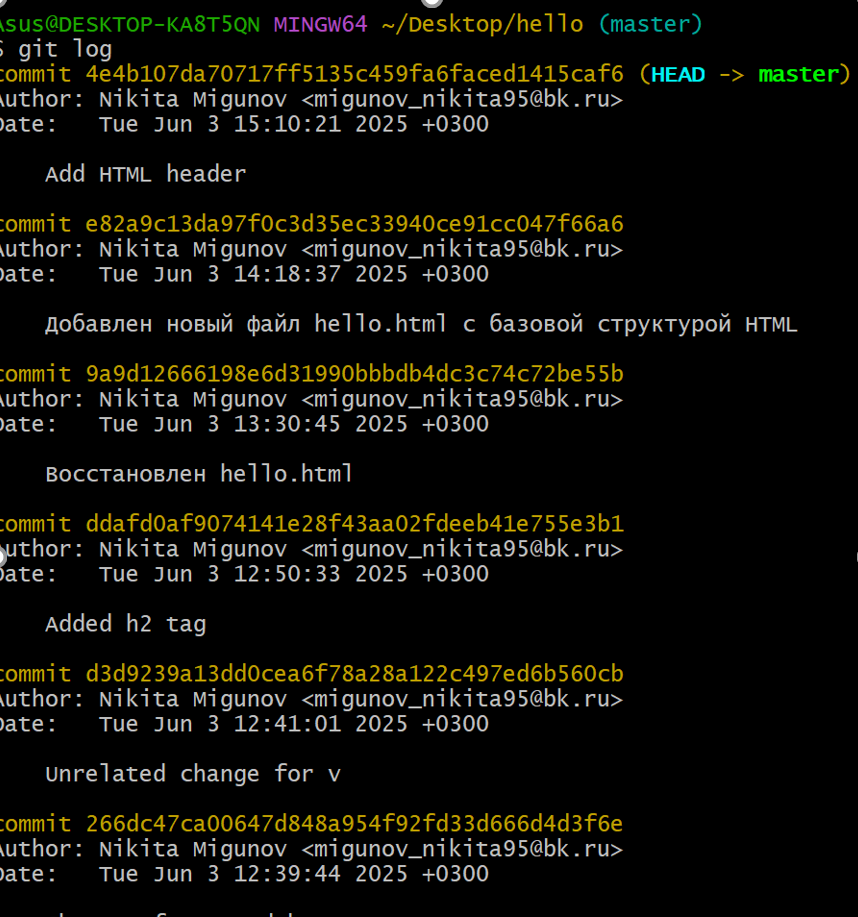 Asus@DESKTOP-KA8T5QN MINGW64 ~/Desktop/hello (master)
$ git log
commit 4e4b107da70717ff5135c459fa6faced1415caf6 (HEAD -> master)
Author: Nikita Migunov <migunov_nikita95@bk.ru>
Date:   Tue Jun 3 15:10:21 2025 +0300
Add HTML header
commit e82a9c13da97f0c3d35ec33940ce91cc047f66a6
Author: Nikita Migunov <migunov_nikita95@bk.ru>
Date:   Tue Jun 3 14:18:37 2025 +0300
Добавлен новый файл hello.html с базовой структурой HTML
commit 9a9d12666198e6d31990bbbdb4dc3c74c72be55b
Author: Nikita Migunov <migunov_nikita95@bk.ru>
Date:   Tue Jun 3 13:30:45 2025 +0300
Восстановлен hello.html
commit ddafd0af9074141e28f43aa02fdeeb41e755e3b1
Author: Nikita Migunov <migunov_nikita95@bk.ru>
Date:   Tue Jun 3 12:50:33 2025 +0300
Added h2 tag
commit d3d9239a13dd0cea6f78a28a122c497ed6b560cb
Author: Nikita Migunov <migunov_nikita95@bk.ru>
Date:   Tue Jun 3 12:41:01 2025 +0300
Unrelated change for v
commit 266dc47ca00647d848a954f92fd33d666d4d3f6e
Author: Nikita Migunov <migunov_nikita95@bk.ru>
Date:   Tue Jun 3 12:39:44 2025 +0300